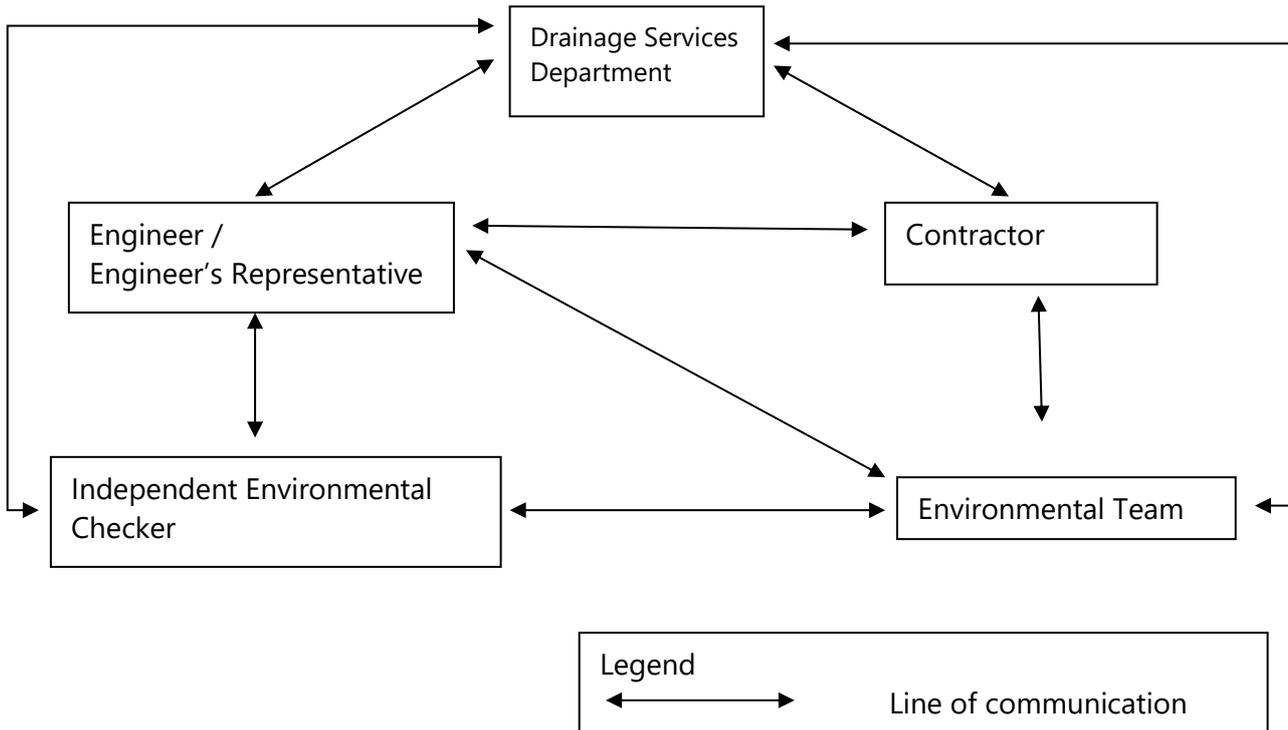 Drainage Services
Department
Engineer /
Engineer’s Representative
Contractor
Independent Environmental
Checker
Environmental Team
Legend
Line of communication